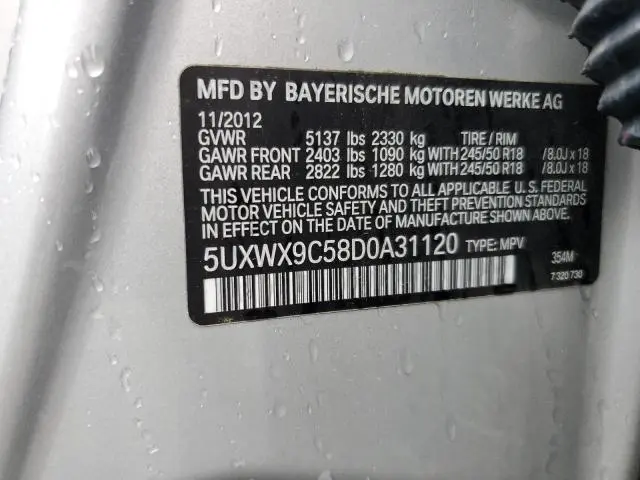 MFD BY BAYERISCHE MOTOREN WERKE AG
11/2012
GVWR 5137 lbs 2330 kg TIRE / RIM
GAWR FRONT 2403 lbs 1090 kg WITH 245/50 R18 /8.0J x 18
GAWR REAR 2822 lbs 1280 kg WITH 245/50 R18 /8.0J x 18
THIS VEHICLE CONFORMS TO ALL APPLICABLE U. S. FEDERAL
MOTOR VEHICLE SAFETY AND THEFT PREVENTION STANDARDS
IN EFFECT ON THE DATE OF MANUFACTURE SHOWN ABOVE.
5UXWX9C58D0A31120 TYPE: MPV
354M
7 320 730